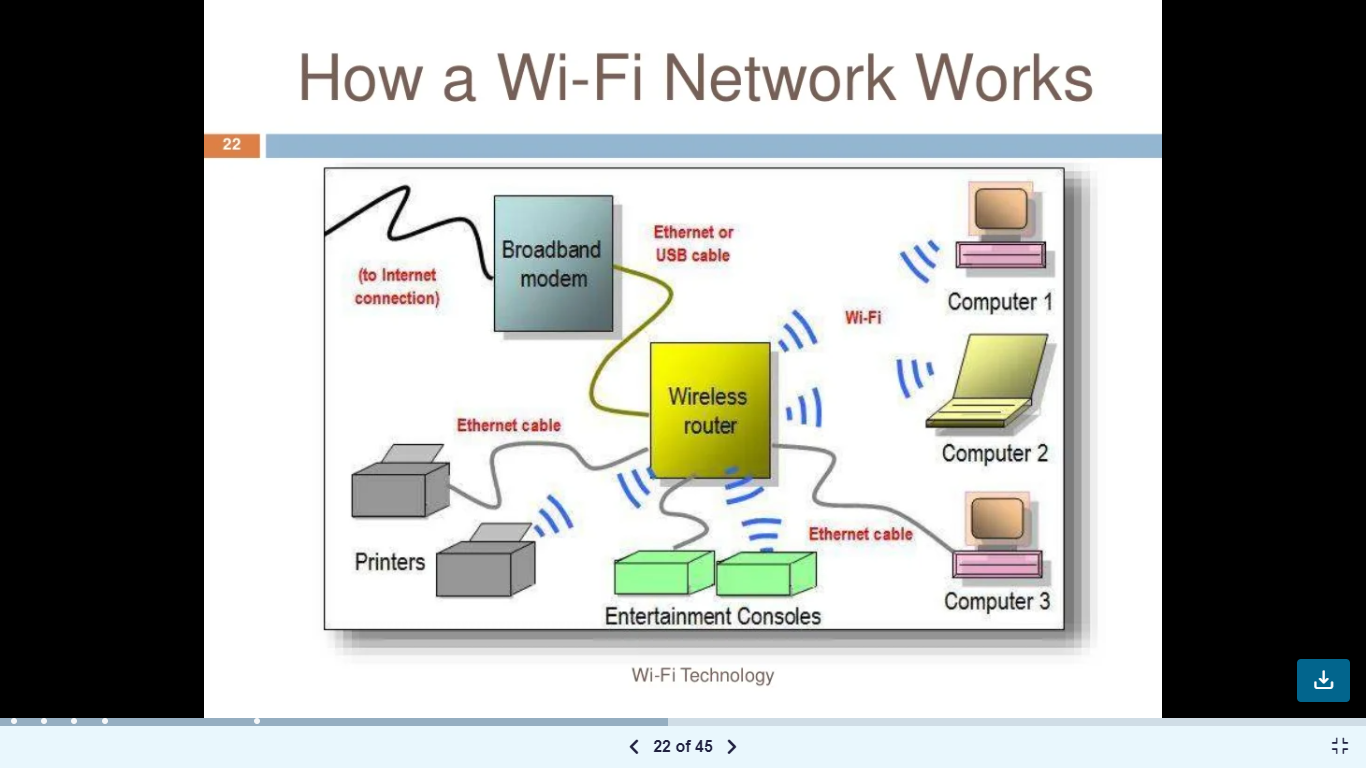 How a Wi-Fi Network Works
22
(to Internet
connection)
Broadband
modem
Ethernet or
USB cable
Wi-Fi
Computer 1
Wireless
router
Computer 2
Ethernet cable
Printers
Ethernet cable
Entertainment Consoles
Computer 3
Wi-Fi Technology
22 of 45